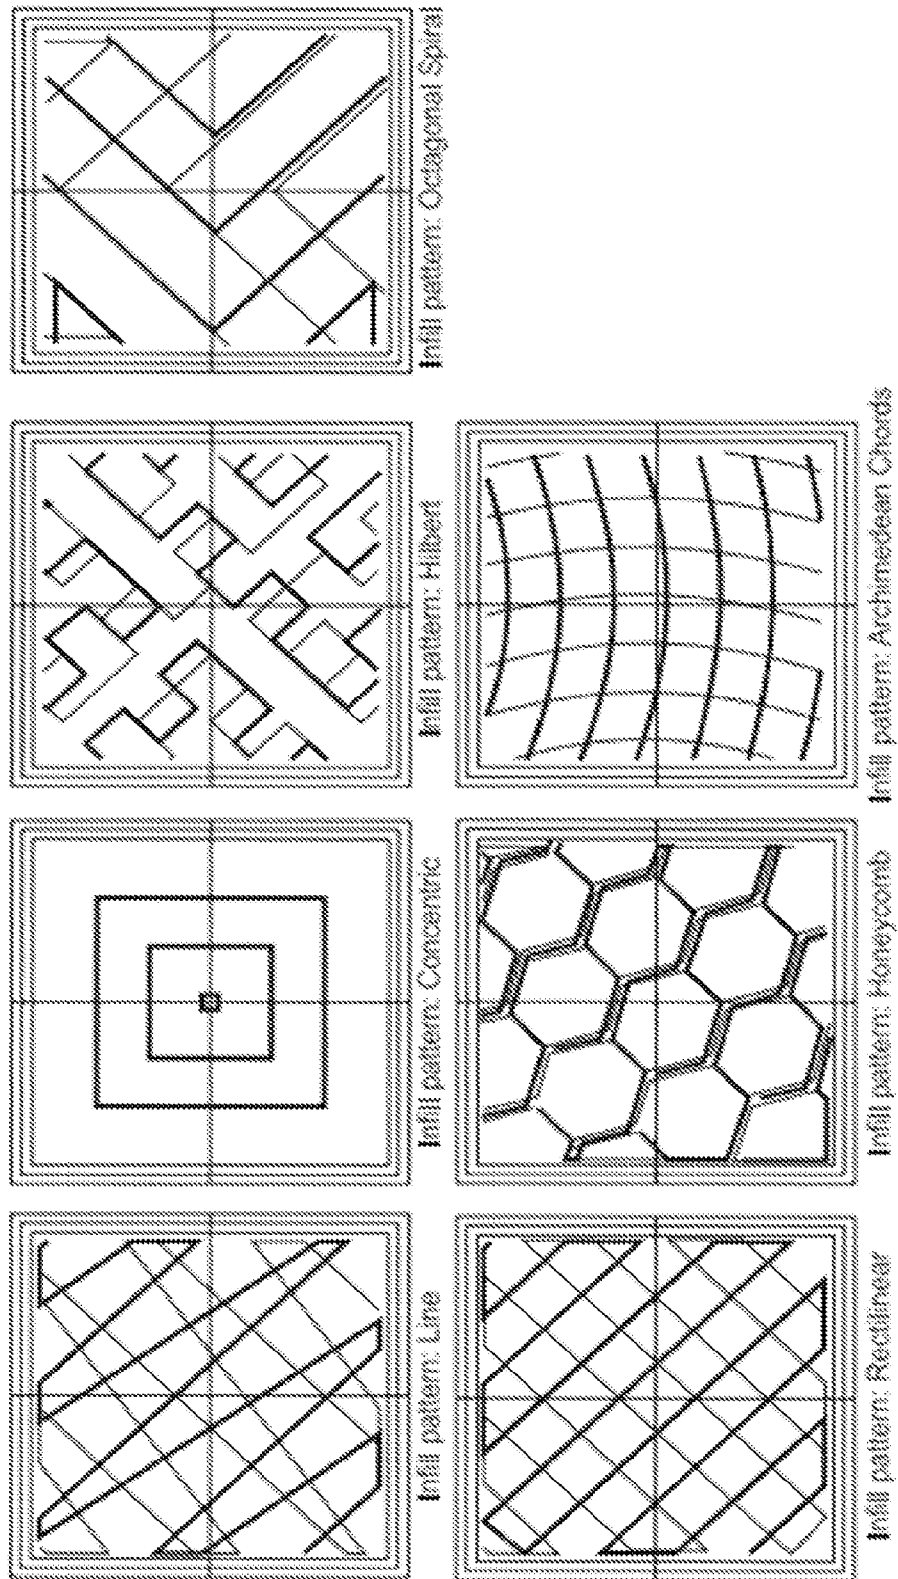 Infill pattern: Line
Infill pattern: Concentric
Infill pattern: Hilbert
Infill pattern: Octagonal Spiral
Infill pattern: Rectilinear
Infill pattern: Honeycomb
Infill pattern: Archimedean Chords